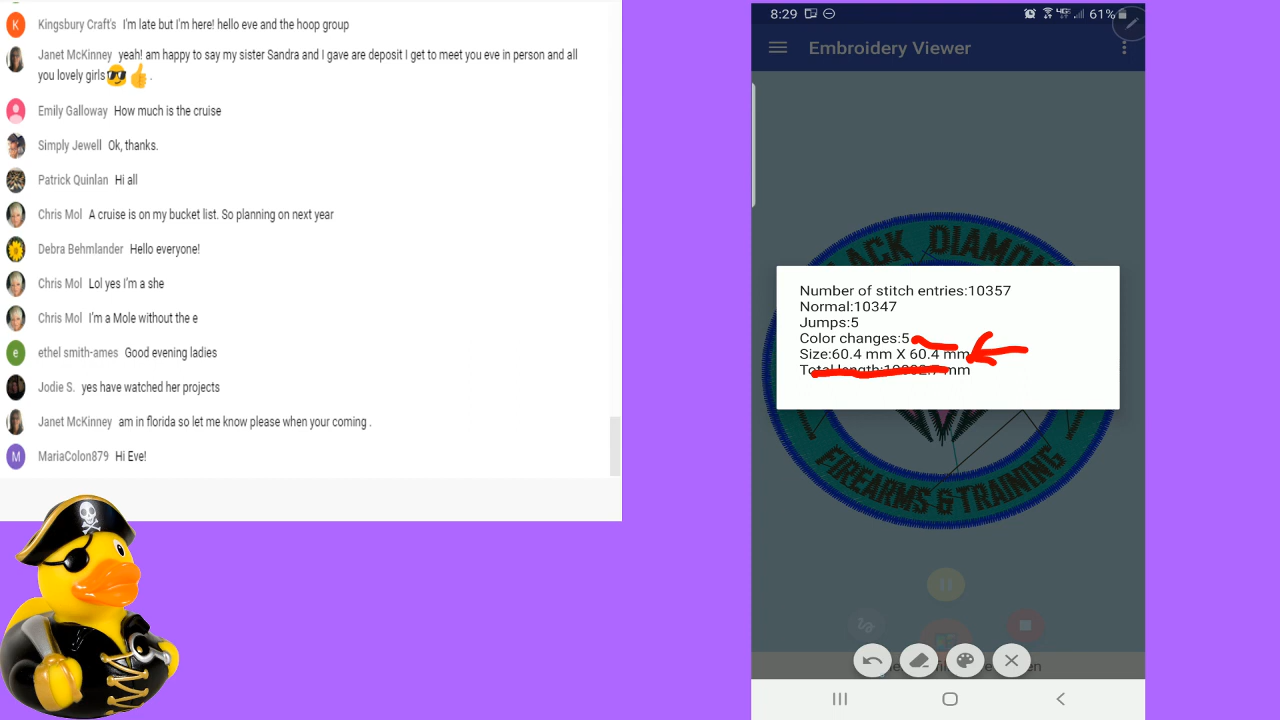 Kingsbury Craft's I'm late but I'm here! hello eve and the hoop group
Janet McKinney yeah! am happy to say my sister Sandra and I gave are deposit I get to meet you eve in person and all
you lovely girls😎👍 .
Emily Galloway How much is the cruise
Simply Jewell Ok, thanks.
Patrick Quinlan Hi all
Chris Mol A cruise is on my bucket list. So planning on next year
Debra Behmlander Hello everyone!
Chris Mol Lol yes I'm a she
Chris Mol I'm a Mole without the e
ethel smith-ames Good evening ladies
Jodie S. yes have watched her projects
Janet McKinney am in florida so let me know please when your coming .
MariaColon879 Hi Eve!
8:29
61%
Embroidery Viewer
LACK DIAMON
Number of stitch entries:10357
Normal:10347
Jumps:5
Color changes:5
Size:60.4 mm X 60.4 mm
Total length: mm
FIREARMS & TRAINING